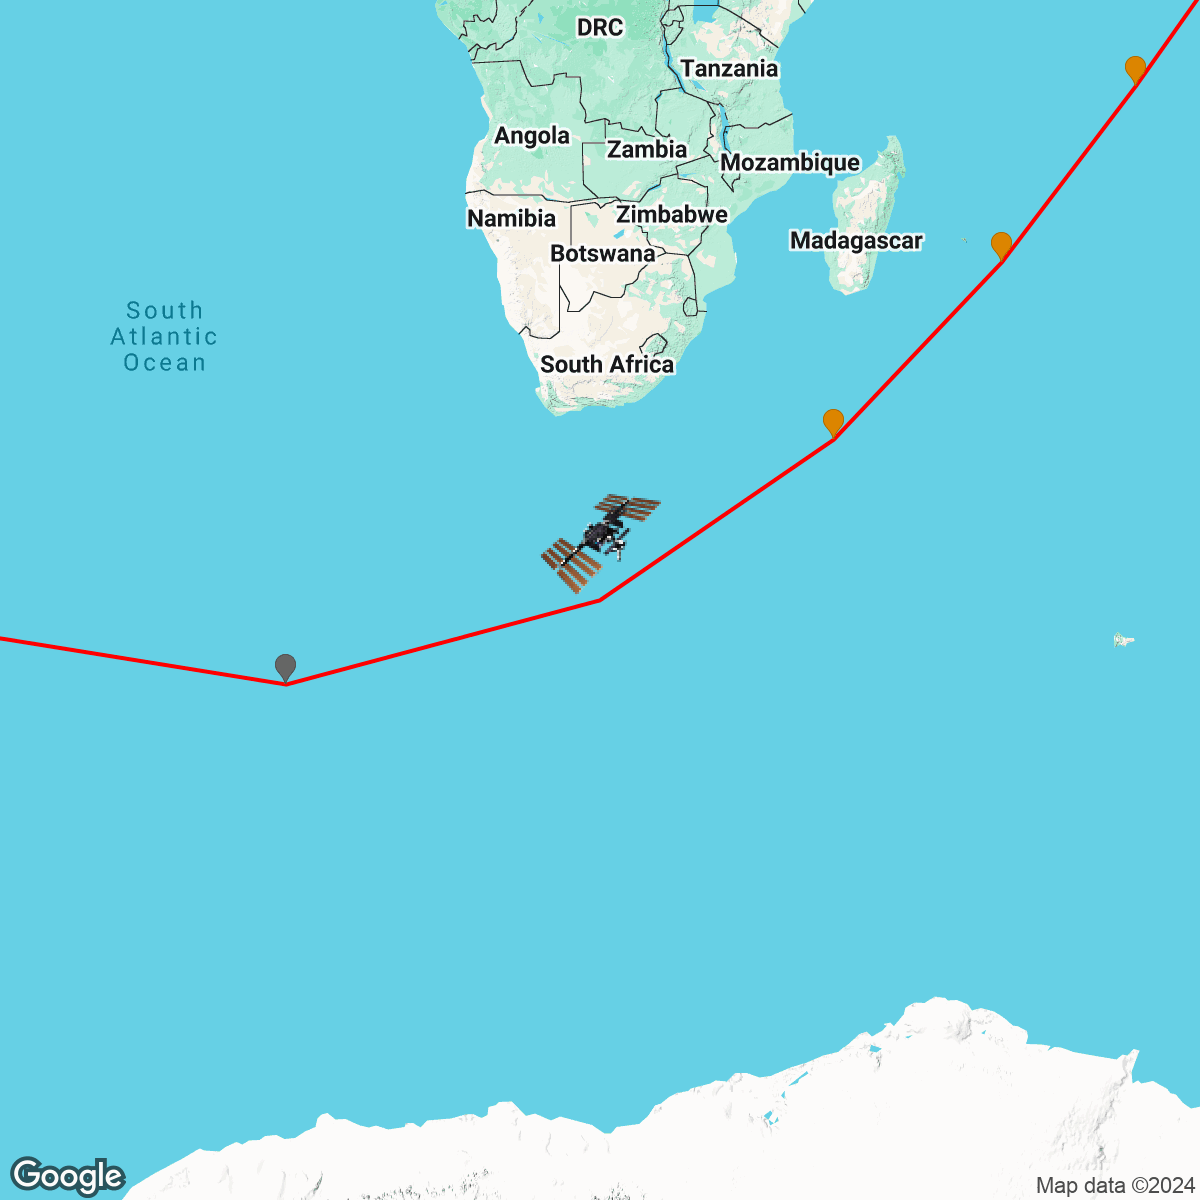 DRC
Tanzania
Angola
Zambia
Mozambique
Namibia
Zimbabwe
Botswana
Madagascar
South
Atlantic
Ocean
South Africa
Google
Map data ©2024